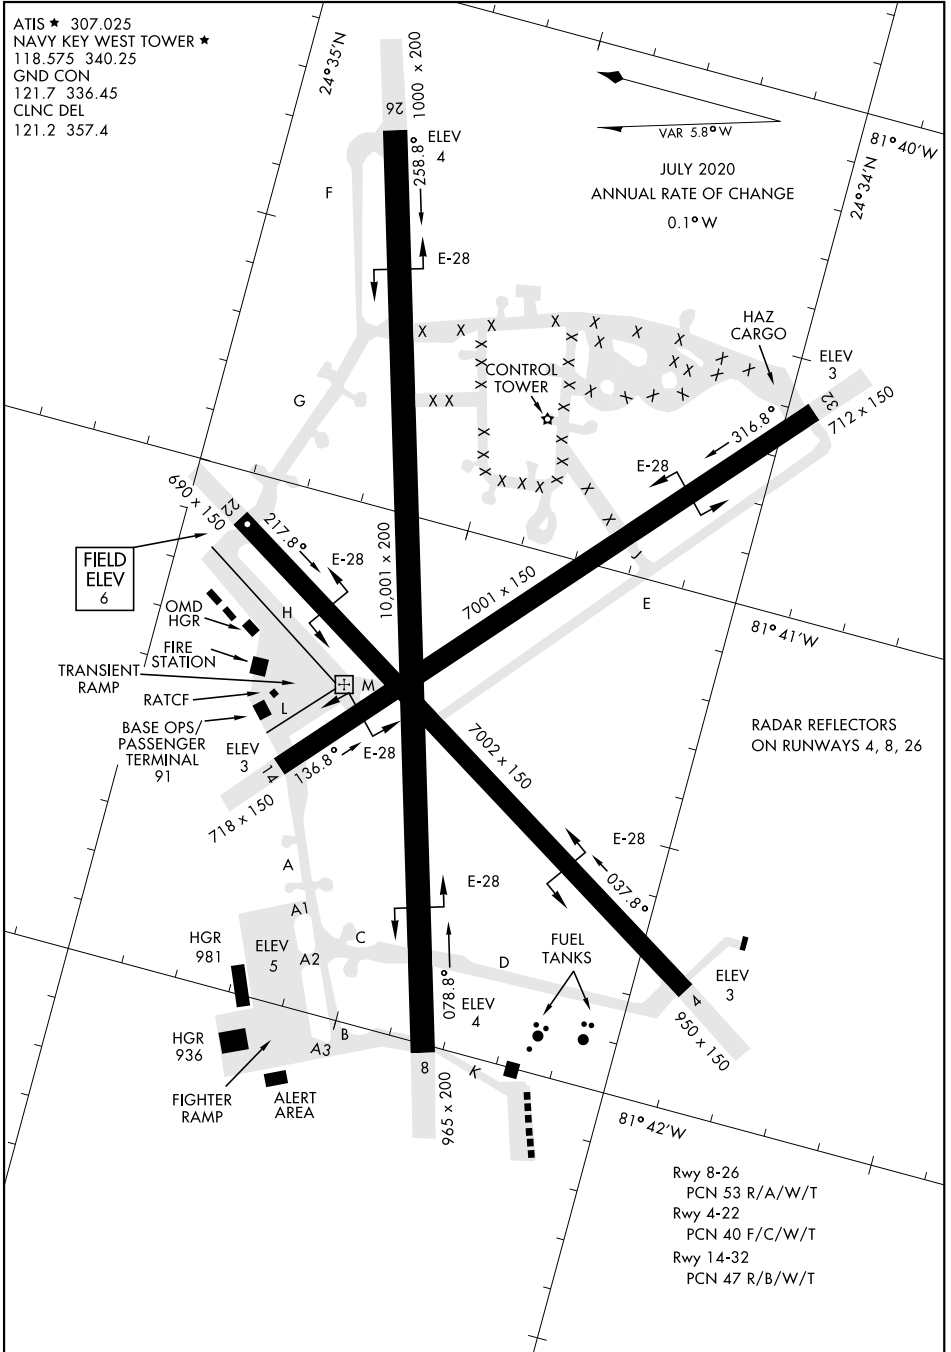 ATIS ★ 307.025
NAVY KEY WEST TOWER ★
118.575 340.25
GND CON
121.7 336.45
CLNC DEL
121.2 357.4
24°35'N
1000 x 200
26
ELEV
4
258.8°
VAR 5.8°W
81°40'W
JULY 2020
ANNUAL RATE OF CHANGE
0.1°W
24°34'N
F
E-28
X X X X X X X
HAZ
CARGO
ELEV
3
CONTROL
TOWER
G
X X
32
712 x 150
316.8°
E-28
690 x 150
22
217.8°
E-28
10,001 x 200
7001 x 150
J
E
FIELD
ELEV
6
OMD
HGR
H
FIRE
STATION
81°41'W
TRANSIENT
RAMP
M
RATCF
L
BASE OPS/
PASSENGER
TERMINAL
91
ELEV
3
14
136.8°
E-28
718 x 150
7002 x 150
RADAR REFLECTORS
ON RUNWAYS 4, 8, 26
E-28
037.8°
A
E-28
A1
C
HGR
981
ELEV
5
A2
D
FUEL
TANKS
078.8°
ELEV
4
ELEV
3
4
950 x 150
HGR
936
B
A3
8
K
FIGHTER
RAMP
ALERT
AREA
965 x 200
81°42'W
Rwy 8-26
PCN 53 R/A/W/T
Rwy 4-22
PCN 40 F/C/W/T
Rwy 14-32
PCN 47 R/B/W/T